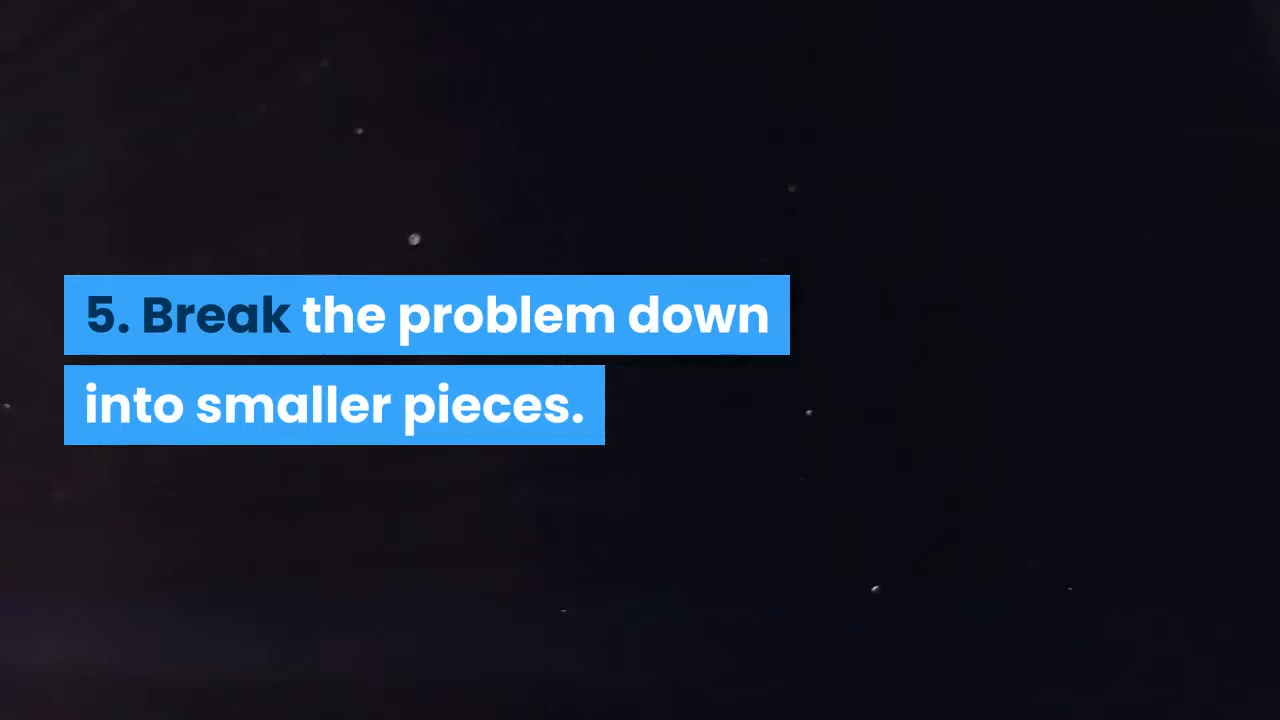 5. Break the problem down
into smaller pieces.